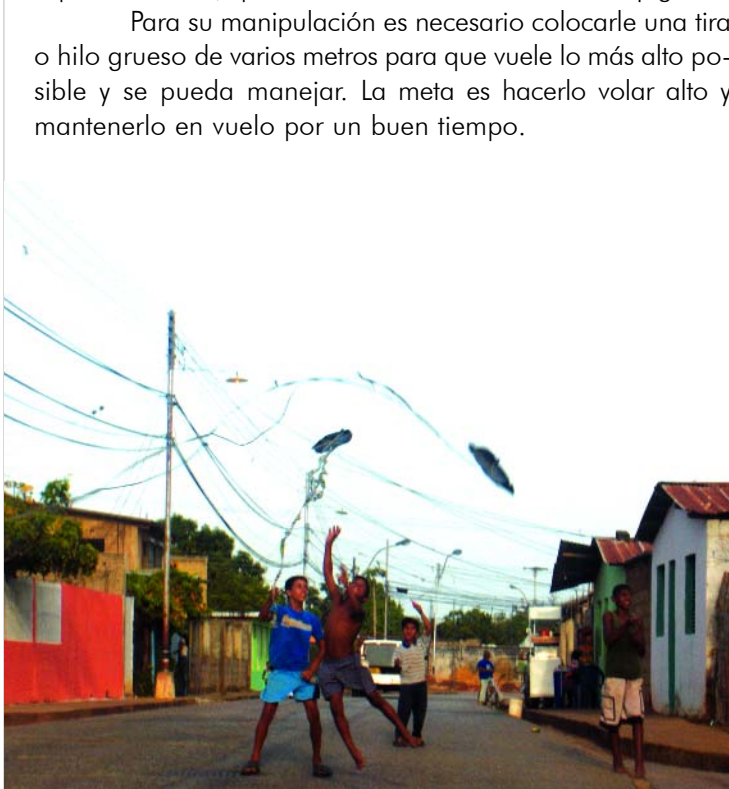 Para su manipulación es necesario colocarle una tira
o hilo grueso de varios metros para que vuele lo más alto po-
sible y se pueda manejar. La meta es hacerlo volar alto y
mantenerlo en vuelo por un buen tiempo.